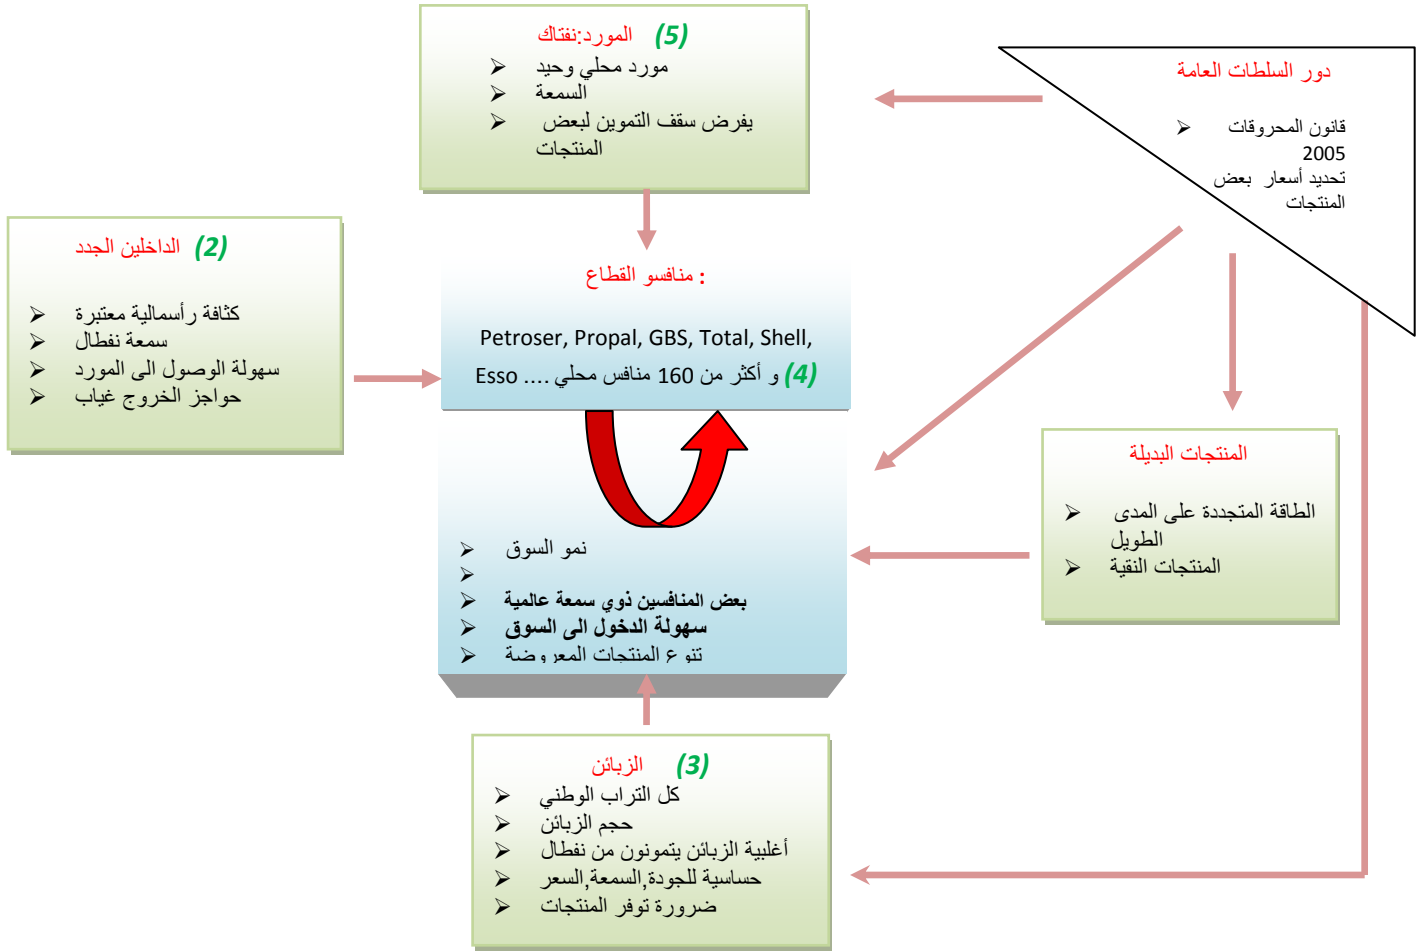 (5) المورد:نفتاك
مورد محلي وحيد
السمعة
يفرض سقف التموين لبعض
المنتجات
دور السلطات العامة
قانون المحروقات
2005
تحديد أسعار بعض
المنتجات
(2) الداخلين الجدد
كثافة رأسمالية معتبرة
سمعة نفطال
سهولة الوصول الى المورد
حواجز الخروج غياب
منافسو القطاع :
Petroser, Propal, GBS, Total, Shell,
(4) و أكثر من 160 منافس محلي .... Esso
نمو السوق
بعض المنافسين ذوي سمعة عالمية
سهولة الدخول الى السوق
تنوع المنتجات المعروضة
المنتجات البديلة
الطاقة المتجددة على المدى
الطويل
المنتجات النقية
(3) الزبائن
كل التراب الوطني
حجم الزبائن
أغلبية الزبائن يتمونون من نفطال
حساسية للجودة,السمعة,السعر
ضرورة توفر المنتجات